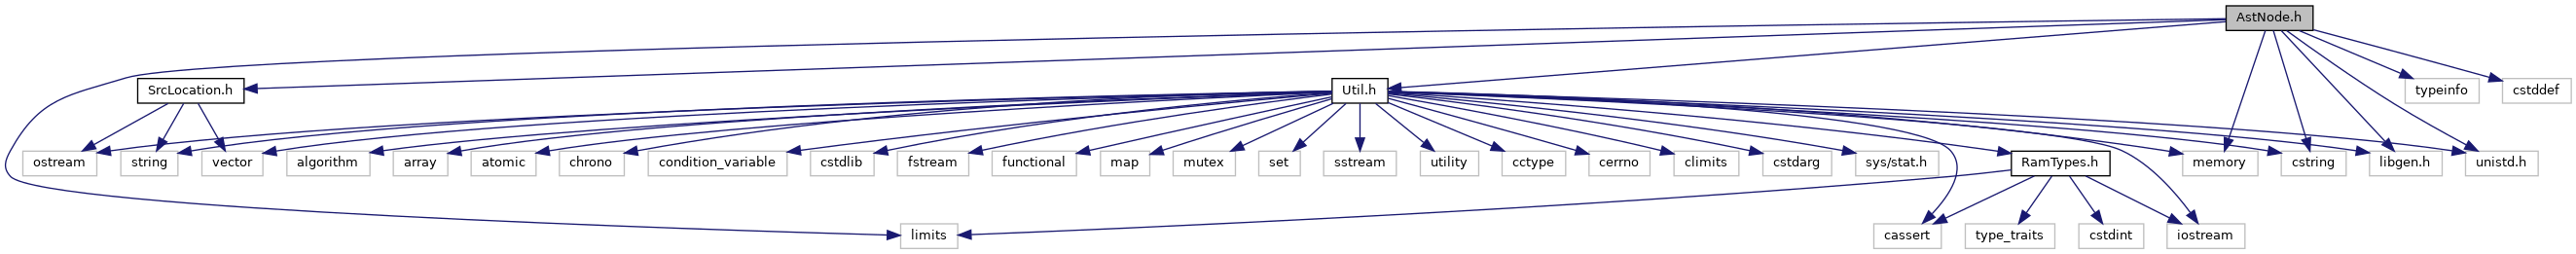 AstNode.h
SrcLocation.h
Util.h
typeinfo
cstddef
ostream
string
vector
algorithm
array
atomic
chrono
condition_variable
cstdlib
fstream
functional
map
mutex
set
sstream
utility
cctype
cerrno
climits
cstdarg
sys/stat.h
RamTypes.h
memory
cstring
libgen.h
unistd.h
limits
cassert
type_traits
cstdint
iostream